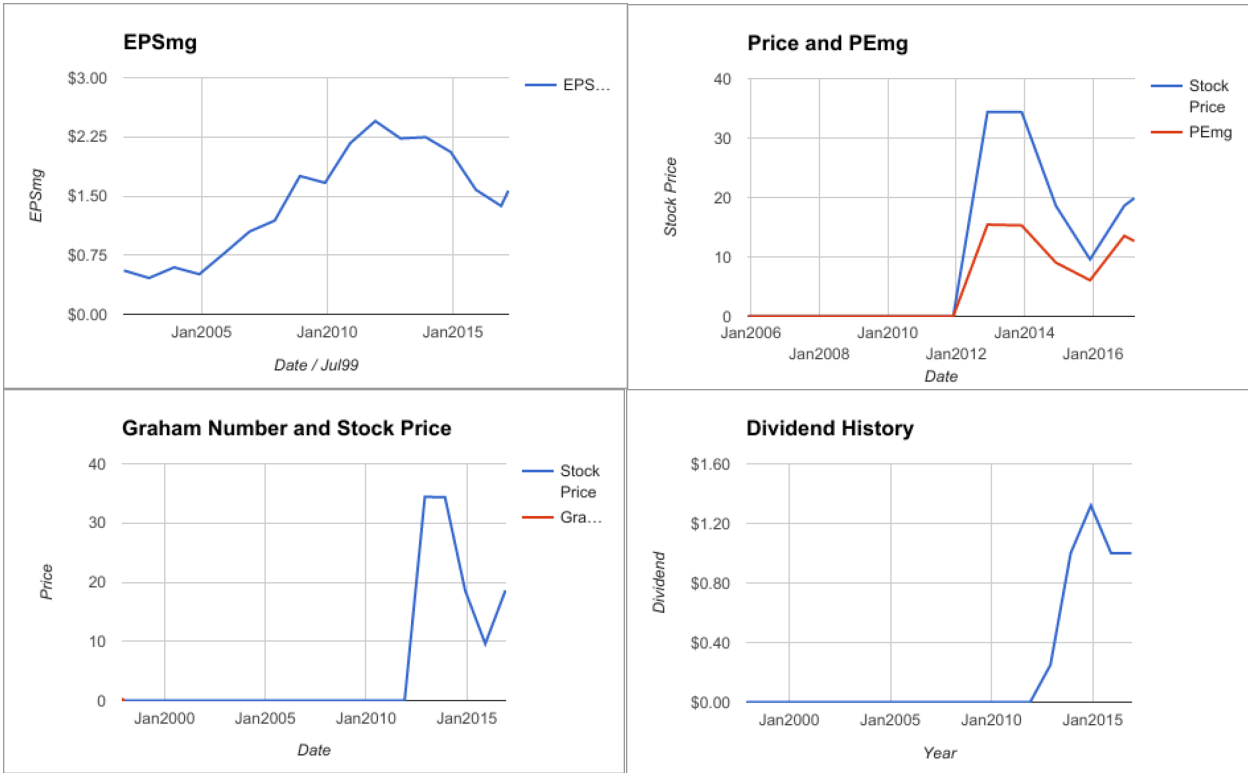 EPSmg
$3.00
$2.25
$1.50
$0.75
$0.00
EPSmg
Jan2005
Jan2010
Jan2015
Date / Jul99
EPS…
Price and PEmg
40
30
20
10
0
Stock Price
Jan2006
Jan2008
Jan2010
Jan2012
Jan2014
Jan2016
Date
Stock
Price
PEmg
Graham Number and Stock Price
40
30
20
10
0
Price
Jan2000
Jan2005
Jan2010
Jan2015
Date
Stock
Price
Gra…
Dividend History
$1.60
$1.20
$0.80
$0.40
$0.00
Dividend
Jan2000
Jan2005
Jan2010
Jan2015
Year